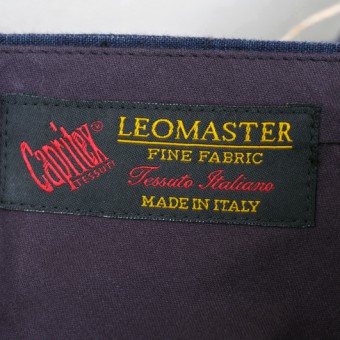 Capritex®
TESSUTI
LEOMASTER
FINE FABRIC
Tessuto Italiano
MADE IN ITALY